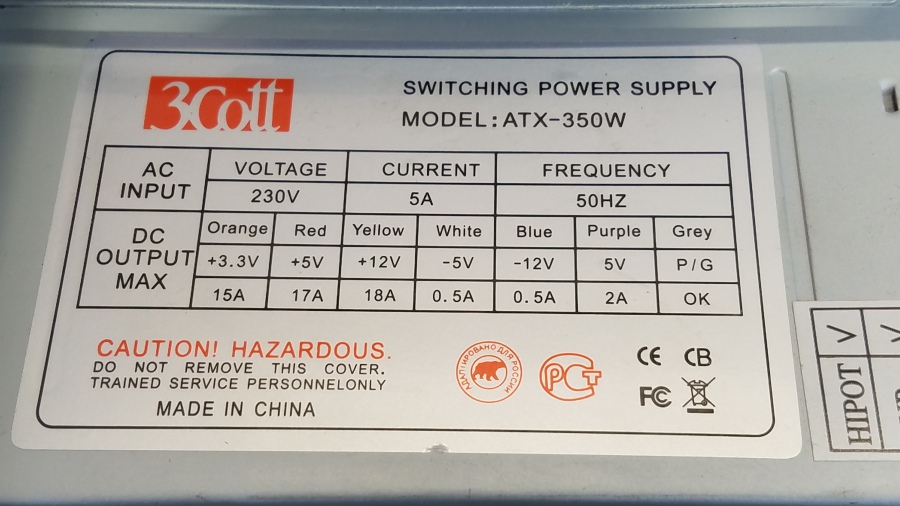 3Cott
SWITCHING POWER SUPPLY
MODEL: ATX-350W
AC INPUT VOLTAGE CURRENT FREQUENCY
230V 5A 50HZ
DC OUTPUT MAX Orange Red Yellow White Blue Purple Grey
+3.3V +5V +12V -5V -12V 5V P/G
15A 17A 18A 0.5A 0.5A 2A OK
CAUTION! HAZARDOUS.
DO NOT REMOVE THIS COVER.
TRAINED SERVICE PERSONNELONLY
MADE IN CHINA
АДАПТИРОВАНО ДЛЯ РОССИИ
РСТ
CE CB
FC
HIPOT V